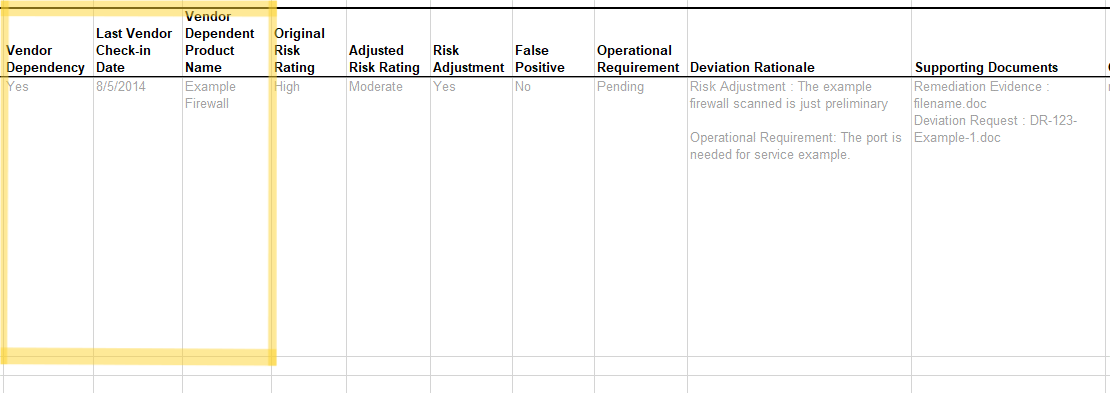 Vendor
Dependency
Last Vendor
Check-in
Date
Vendor
Dependent
Product
Name
Original
Risk
Rating
Adjusted
Risk Rating
Risk
Adjustment
False
Positive
Operational
Requirement
Deviation Rationale
Supporting Documents
Yes
8/5/2014
Example
Firewall
High
Moderate
Yes
No
Pending
Risk Adjustment : The example
firewall scanned is just preliminary
Operational Requirement: The port is
needed for service example.
Remediation Evidence :
filename.doc
Deviation Request : DR-123-
Example-1.doc